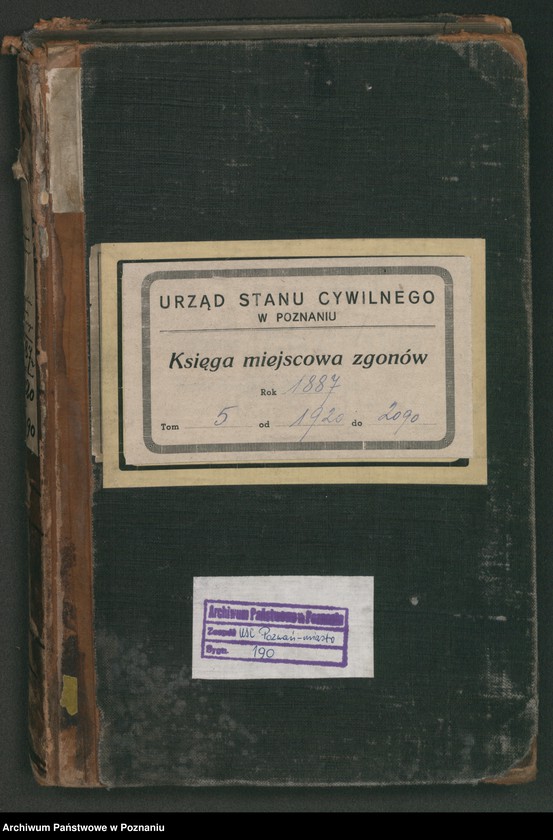 URZĄD STANU CYWILNEGO
W POZNANIU
Księga miejscowa zgonów
Rok 1887
Tom 5 od 1920 do 2090
Archiwum Państwowe w Poznaniu
Zespół USC Poznań-miasto
Sygn. 190
Archiwum Państwowe w Poznaniu